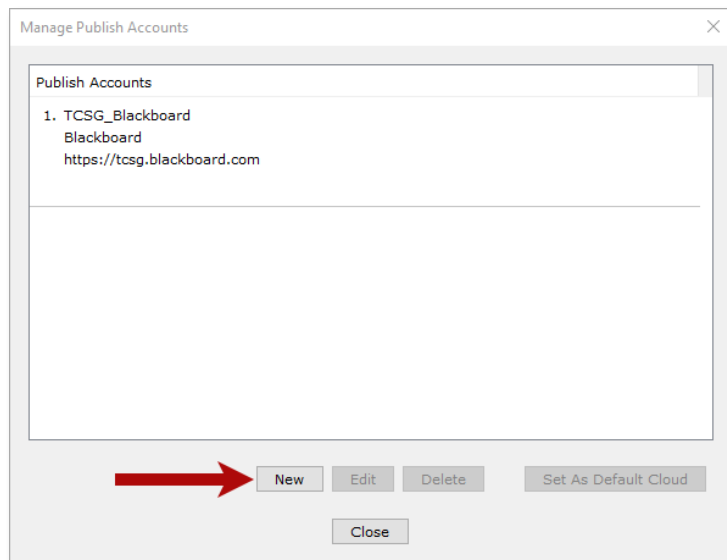 Manage Publish Accounts
Publish Accounts
1. TCSG_Blackboard
Blackboard
https://tcsg.blackboard.com
New Edit Delete Set As Default Cloud
Close